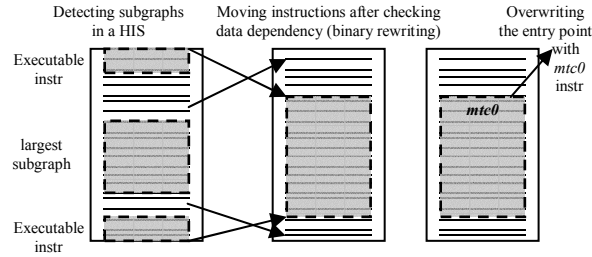 Detecting subgraphs
in a HIS
Moving instructions after checking
data dependency (binary rewriting)
Overwriting
the entry point
with
mtc0
instr
Executable
instr
largest
subgraph
Executable
instr
mtc0